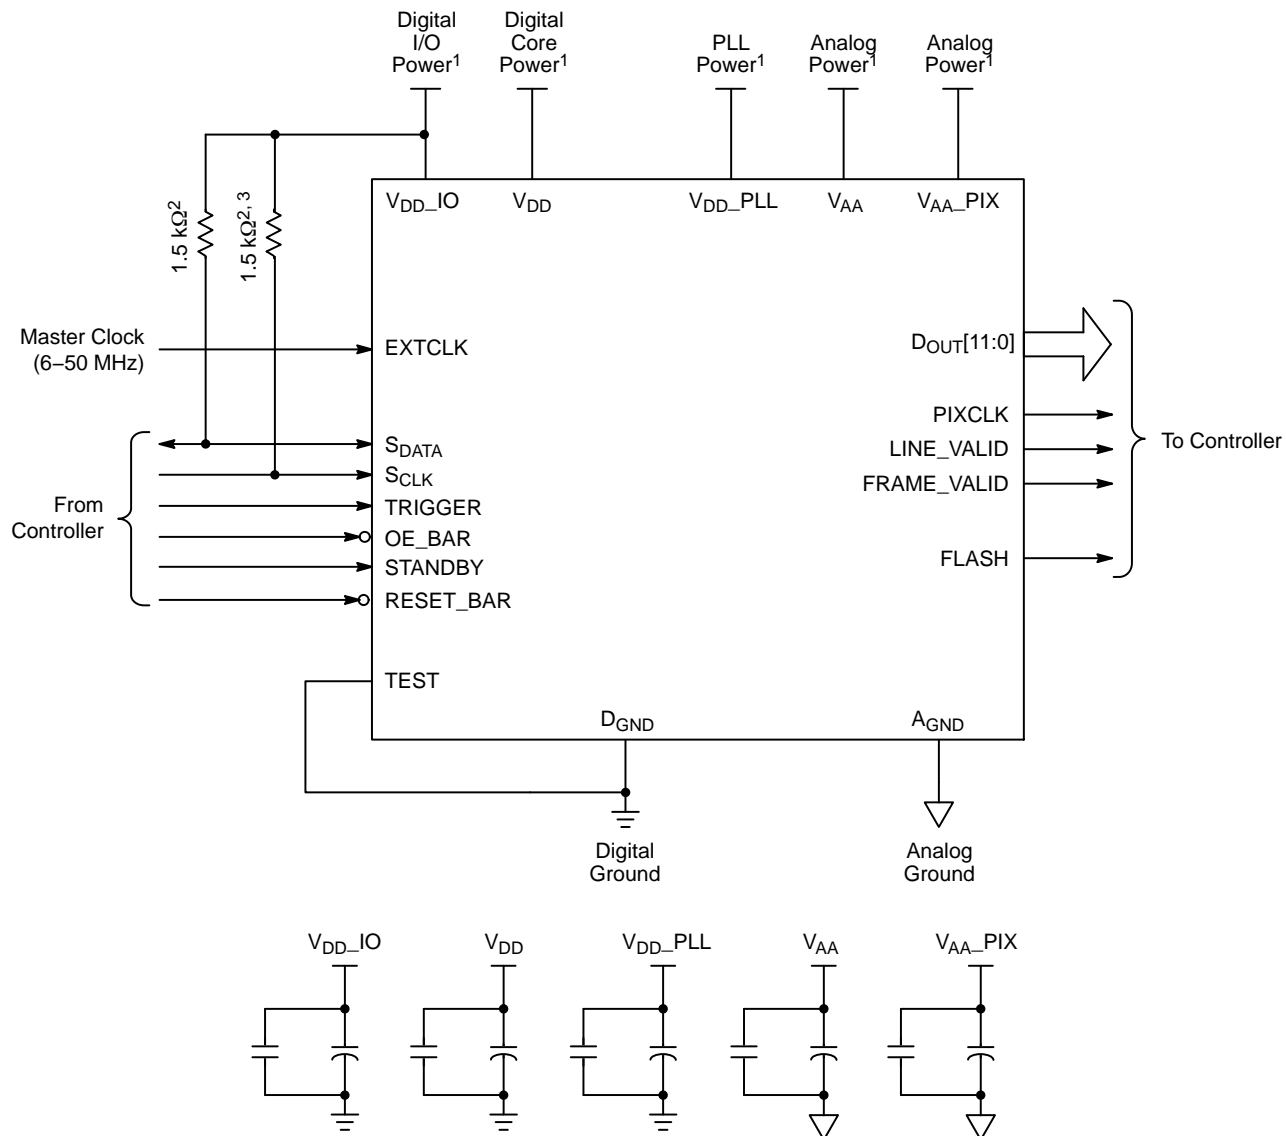 Digital
I/O
Power1
Digital
Core
Power1
PLL
Power1
Analog
Power1
Analog
Power1
VDD_IO
VDD
VDD_PLL
VAA
VAA_PIX
1.5 kΩ2
1.5 kΩ2, 3
Master Clock
(6–50 MHz)
EXTCLK
DOUT[11:0]
From
Controller
SDATA
SCLK
TRIGGER
OE_BAR
STANDBY
RESET_BAR
TEST
PIXCLK
LINE_VALID
FRAME_VALID
FLASH
To Controller
DGND
AGND
Digital
Ground
Analog
Ground
VDD_IO
VDD
VDD_PLL
VAA
VAA_PIX